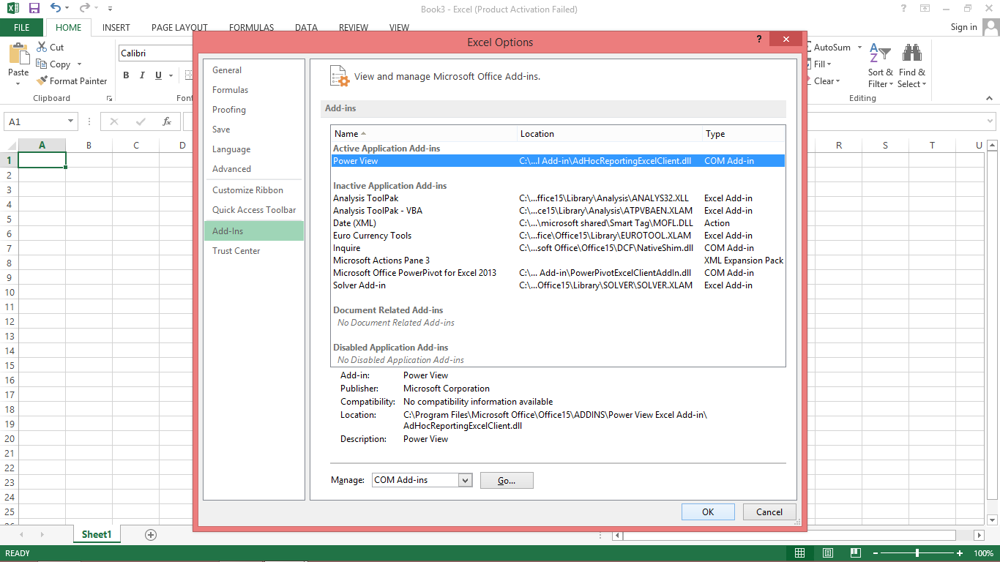 Book3 - Excel (Product Activation Failed)
FILE HOME INSERT PAGE LAYOUT FORMULAS DATA REVIEW VIEW Sign in
Excel Options
Paste
Cut
Copy
Format Painter
Clipboard
Calibri
B I U
Font
AutoSum
Fill
Clear
Sort & Filter
Find & Select
Editing
A1
fx
A B C D R S T U
1
2
3
4
5
6
7
8
9
10
11
12
13
14
15
16
17
18
19
20
21
22
23
24
25
General
Formulas
Proofing
Save
Language
Advanced
Customize Ribbon
Quick Access Toolbar
Add-Ins
Trust Center
View and manage Microsoft Office Add-ins.
Add-ins
Name Location Type
Active Application Add-ins
Power View C:\...l Add-in\AdHocReportingExcelClient.dll COM Add-in
Inactive Application Add-ins
Analysis ToolPak C:\...ffice15\Library\Analysis\ANALYS32.XLL Excel Add-in
Analysis ToolPak - VBA C:\...ce15\Library\Analysis\ATPVBAEN.XLAM Excel Add-in
Date (XML) C:\...\microsoft shared\Smart Tag\MOFL.DLL Action
Euro Currency Tools C:\...fice\Office15\Library\EUROTOOL.XLAM Excel Add-in
Inquire C:\...soft Office\Office15\DCF\NativeShim.dll COM Add-in
Microsoft Actions Pane 3 XML Expansion Pack
Microsoft Office PowerPivot for Excel 2013 C:\... Add-in\PowerPivotExcelClientAddIn.dll COM Add-in
Solver Add-in C:\...Office15\Library\SOLVER\SOLVER.XLAM Excel Add-in
Document Related Add-ins
No Document Related Add-ins
Disabled Application Add-ins
No Disabled Application Add-ins
Add-in: Power View
Publisher: Microsoft Corporation
Compatibility: No compatibility information available
Location: C:\Program Files\Microsoft Office\Office15\ADDINS\Power View Excel Add-in\
AdHocReportingExcelClient.dll
Description: Power View
Manage: COM Add-ins Go...
OK Cancel
Sheet1
READY 100%